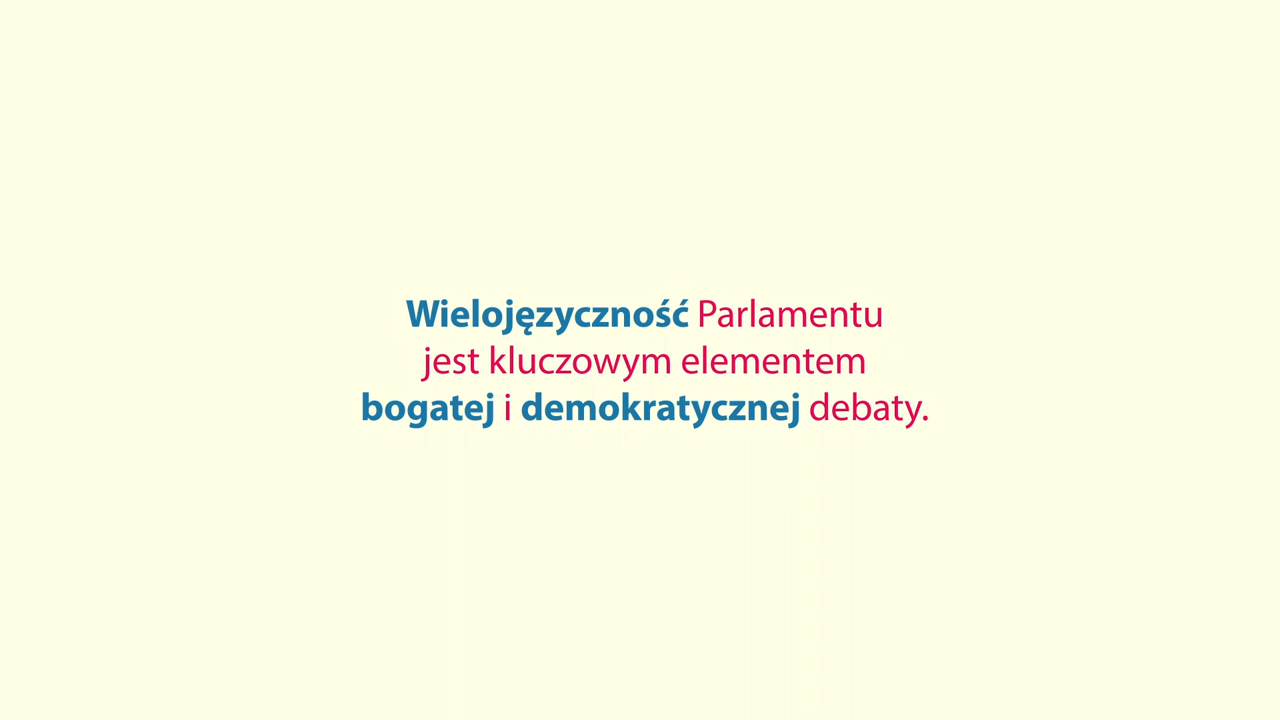 Wielojęzyczność Parlamentu
jest kluczowym elementem
bogatej i demokratycznej debaty.